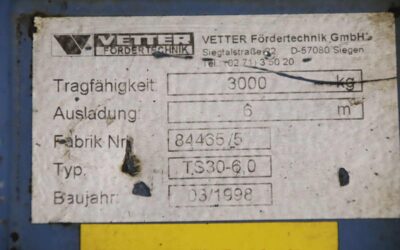 VETTER
FÖRDERTECHNIK
VETTER Fördertechnik GmbH
Siegtalstraße 22 D-57080 Siegen
Tel. (02 71) 3 50 20
Tragfähigkeit: 3000 kg
Ausladung: 6 m
Fabrik Nr. 84465/5
Typ: TS30-6,0
Baujahr: 03/1998